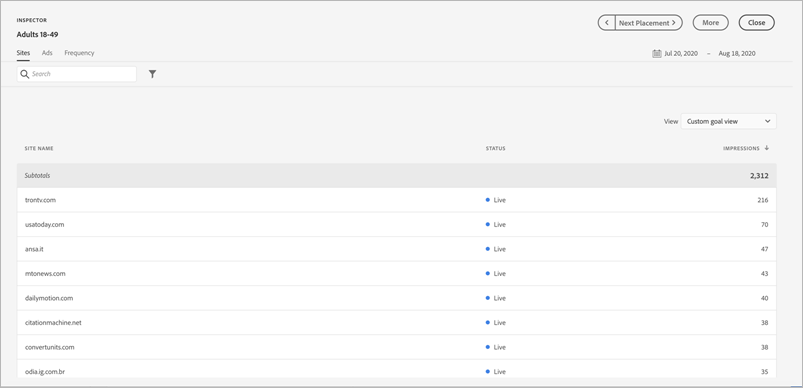 INSPECTOR
Adults 18-49
Next Placement
More
Close
Sites Ads Frequency
Jul 20, 2020 – Aug 18, 2020
Search
View Custom goal view
SITE NAME STATUS IMPRESSIONS
Subtotals 2,312
trontv.com Live 216
usatoday.com Live 70
ansa.it Live 47
mtonews.com Live 43
dailymotion.com Live 40
citationmachine.net Live 38
convertunits.com Live 38
odia.ig.com.br Live 35